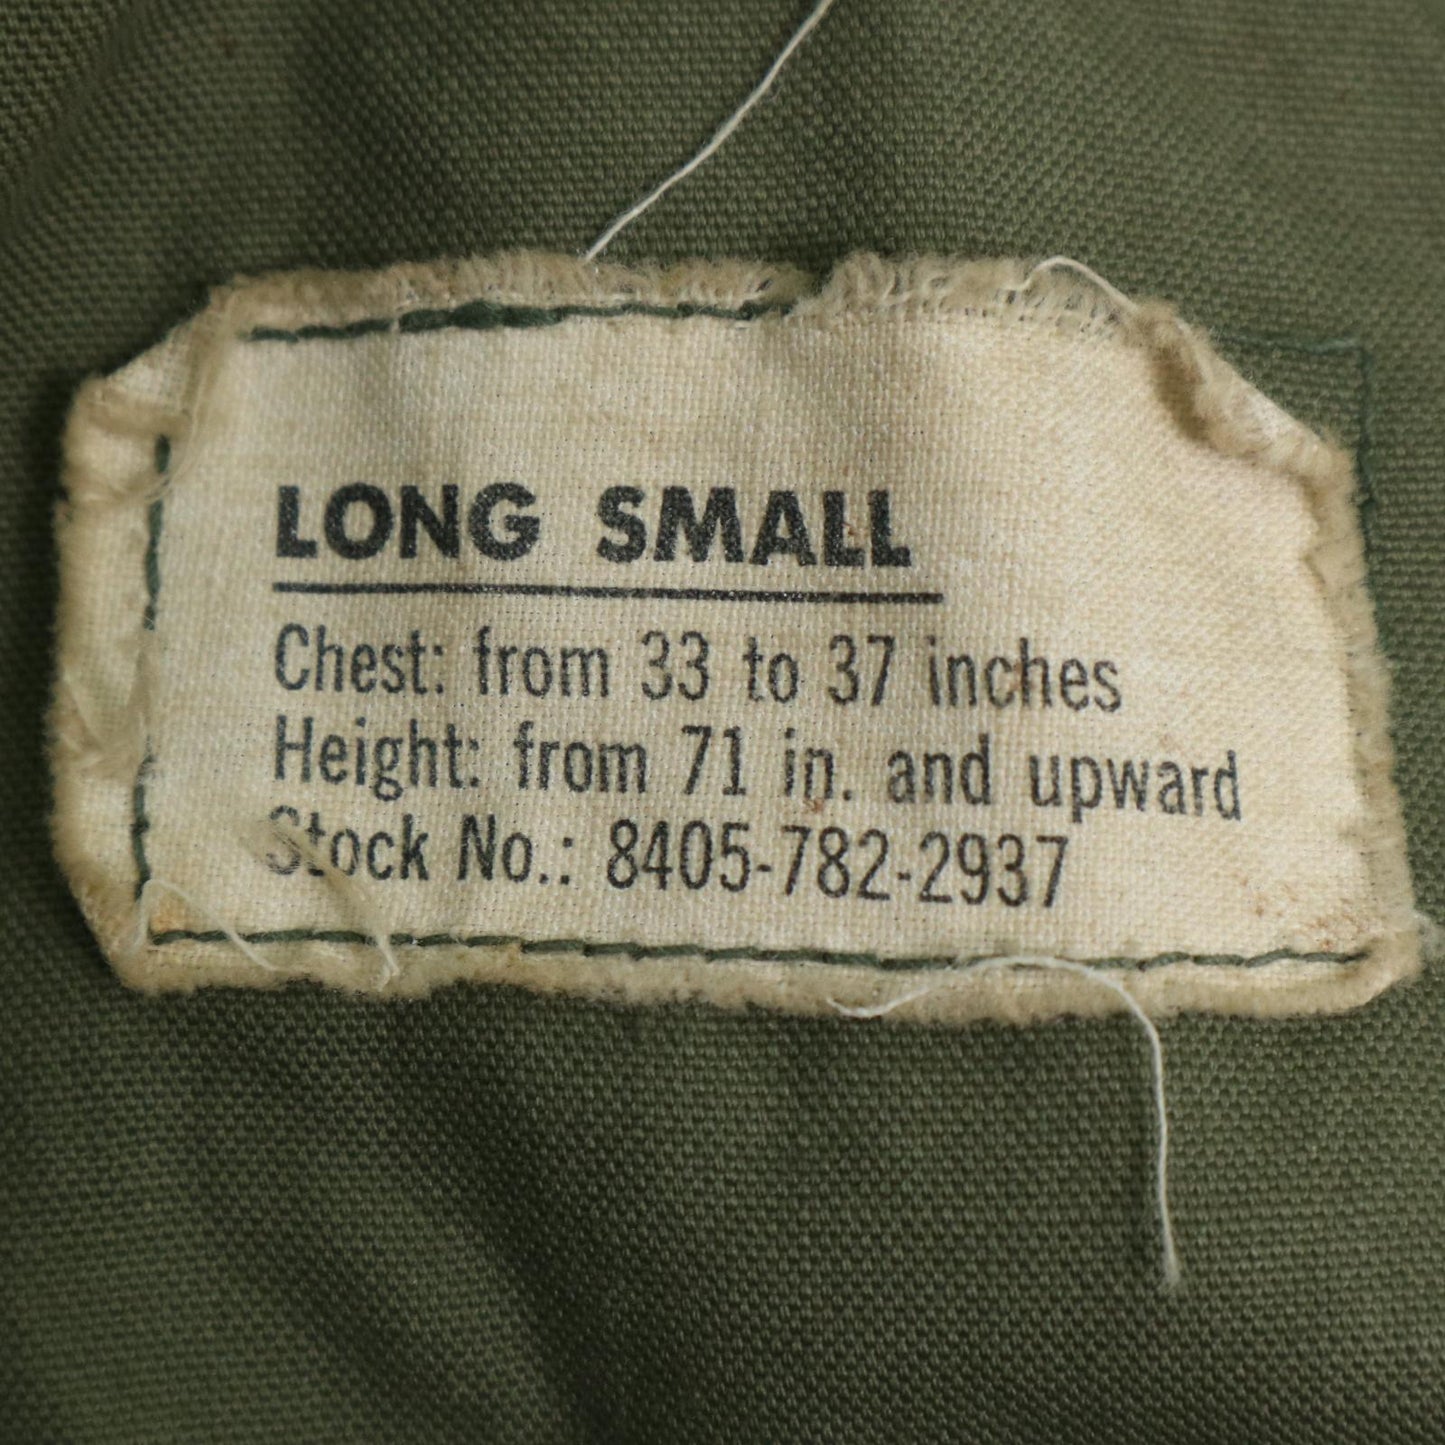 LONG SMALL
Chest: from 33 to 37 inches
Height: from 71 in. and upward
Stock No.: 8405-782-2937